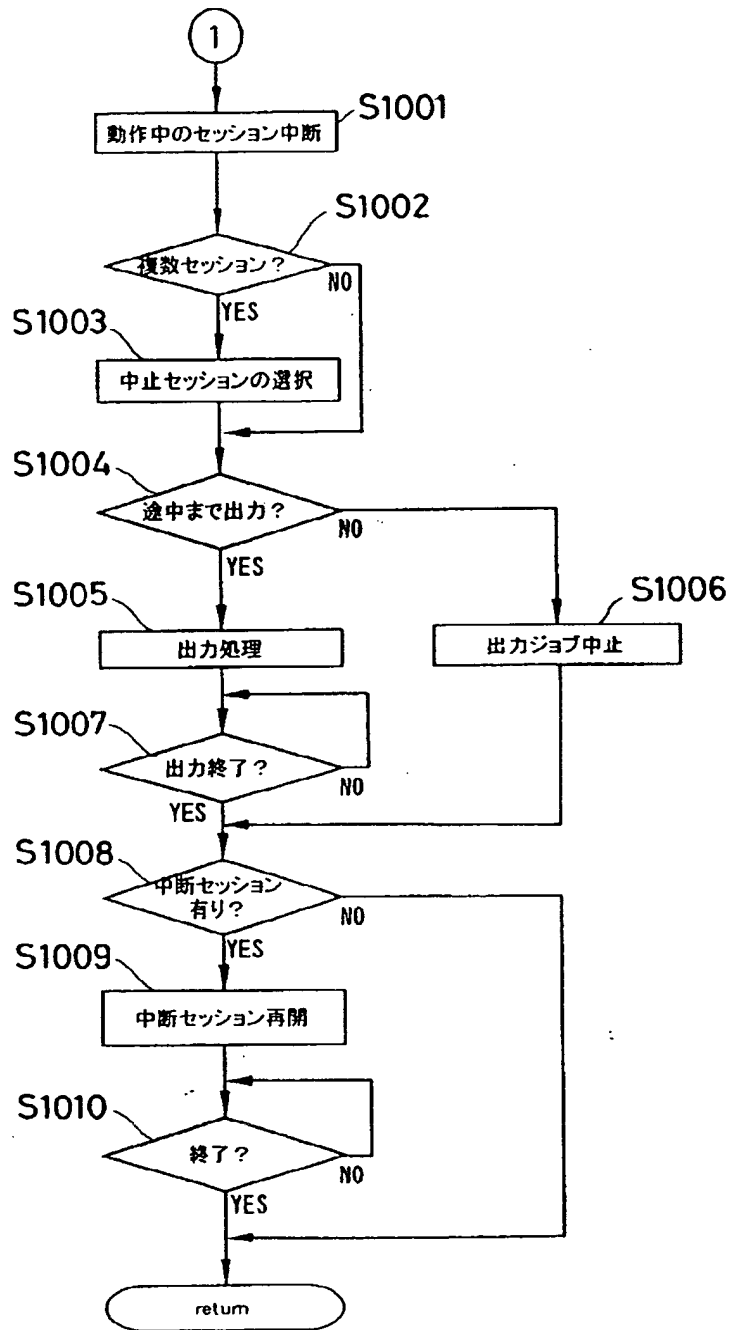 1
S1001
動作中のセッション中断
S1002
複数セッション?
NO
YES
S1003
中止セッションの選択
S1004
途中まで出力?
NO
YES
S1005
S1006
出力処理
出力ジョブ中止
S1007
出力終了?
NO
YES
S1008
中断セッション
有り?
NO
YES
S1009
中断セッション再開
S1010
終了?
NO
YES
return